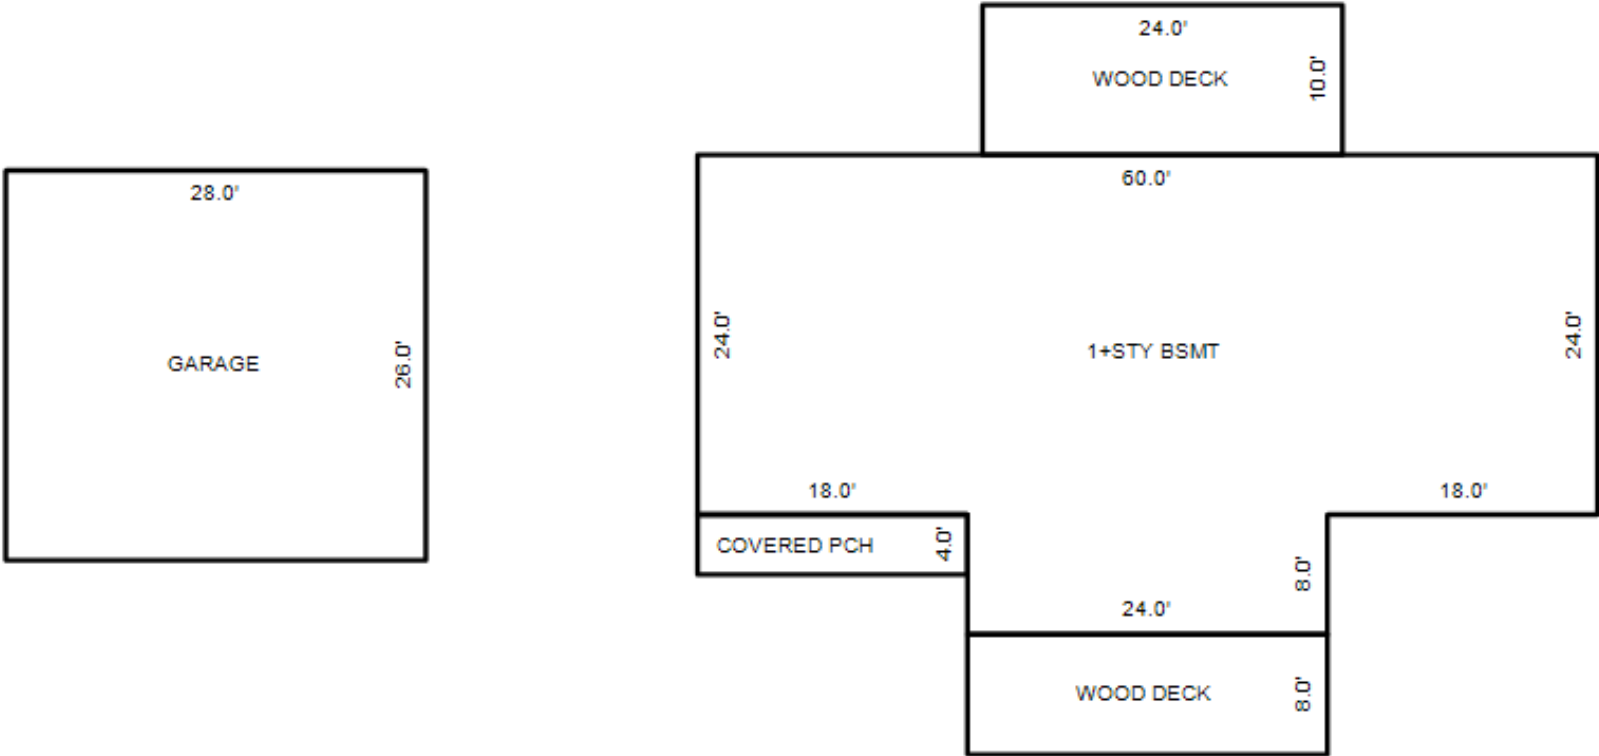 24.0'
WOOD DECK
10.0'
28.0'
GARAGE
26.0'
60.0'
24.0'
1+STY BSMT
24.0'
18.0'
18.0'
COVERED PCH
4.0'
8.0'
24.0'
WOOD DECK
8.0'